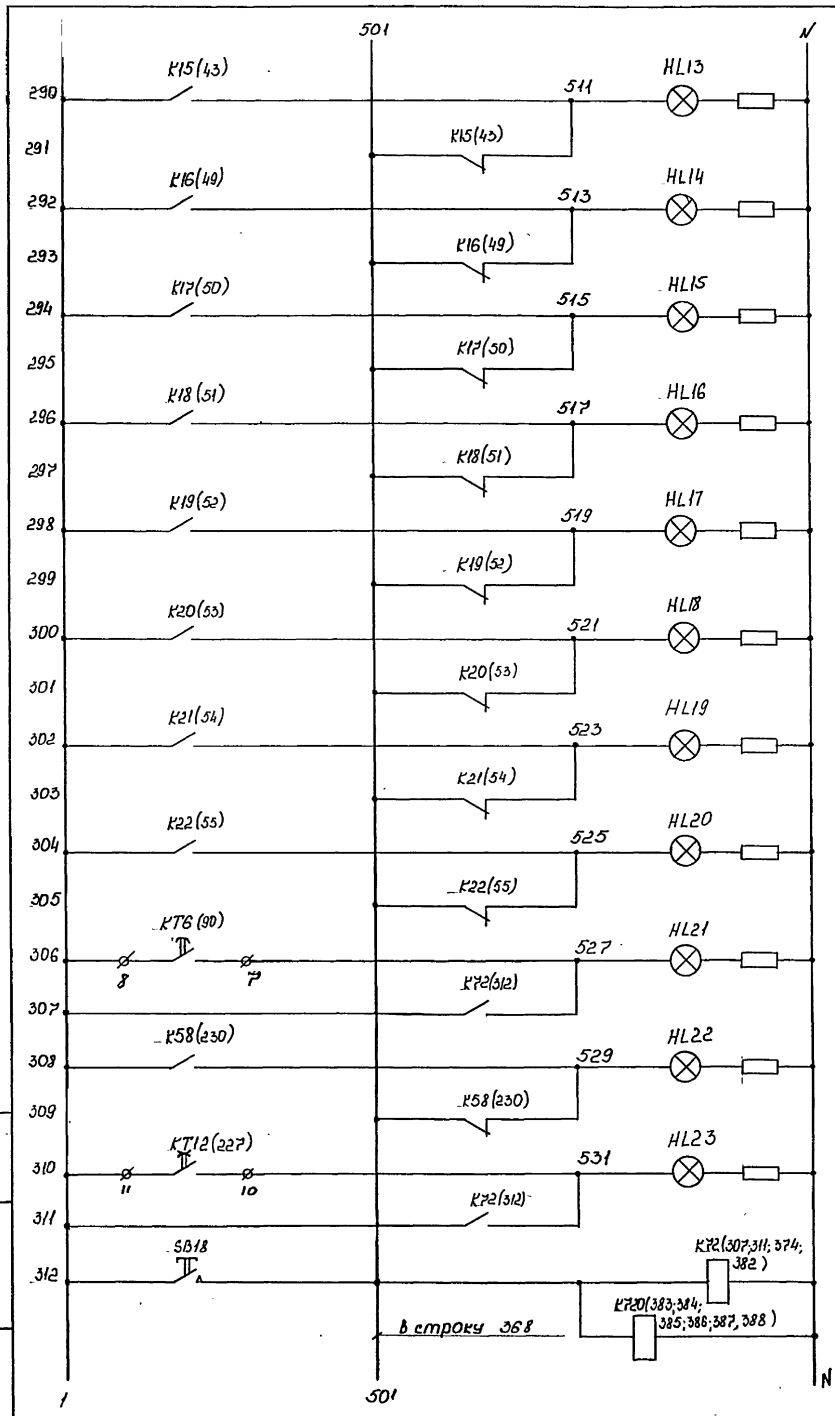 501 N
K15(43) HL13
290 511
291 K15(43)
K16(49) HL14
292 513
293 K16(49)
K17(50) HL15
294 515
295 K17(50)
K18(51) HL16
296 517
297 K18(51)
K19(52) HL17
298 519
299 K19(52)
K20(53) HL18
300 521
301 K20(53)
K21(54) HL19
302 523
303 K21(54)
K22(55) HL20
304 525
305 K22(55)
KT6(90) HL21
306 8 7 527
307 K72(312)
K58(230) HL22
308 529
309 K58(230)
KT12(227) HL23
310 11 10 531
311 K72(312)
SB18 K72(307;311; 374;
312 382)
K720(383;384;
385;386;387,388)
в строку 368
1 501 N